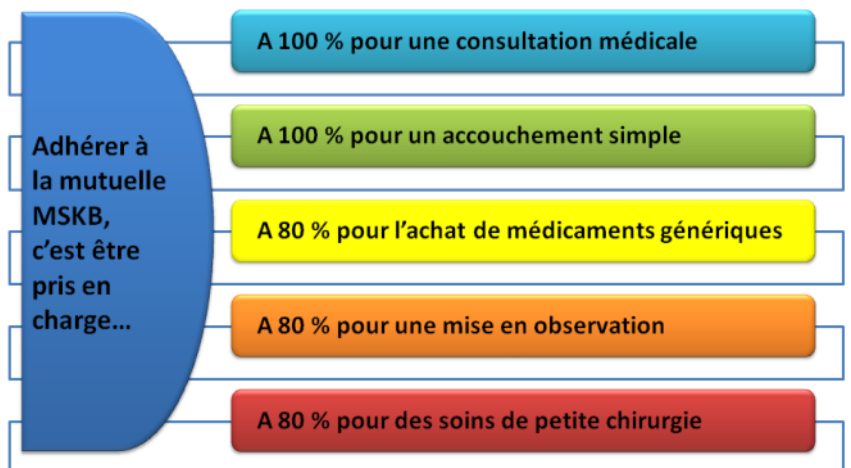 Adhérer à
la mutuelle
MSKB,
c'est être
pris en
charge...
A 100 % pour une consultation médicale
A 100 % pour un accouchement simple
A 80 % pour l'achat de médicaments génériques
A 80 % pour une mise en observation
A 80 % pour des soins de petite chirurgie